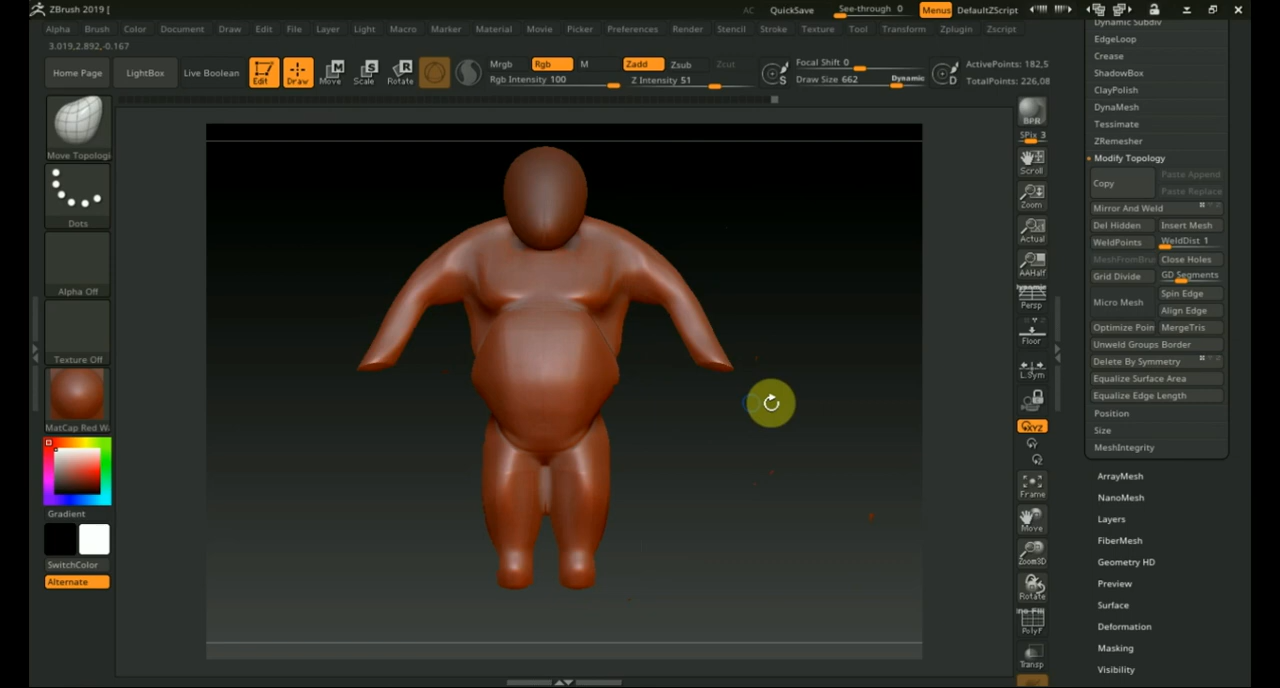 ZBrush 2019 [
AC QuickSave See-through 0 Menus DefaultZScript
Alpha Brush Color Document Draw Edit File Layer Light Macro Marker Material Movie Picker Preferences Render Stencil Stroke Texture Tool Transform Zplugin Zscript
3.019,2.892,-0.167
Home Page LightBox Live Boolean Edit Draw Move Scale Rotate
Mrgb Rgb M Zadd Zsub Zcut
Rgb Intensity 100 Z Intensity 51
S
Focal Shift 0
Draw Size 662 Dynamic
D
ActivePoints: 182,5
TotalPoints: 226,08
Move Topologi
Dots
Alpha Off
Texture Off
MatCap Red W
Gradient
SwitchColor
Alternate
BPR
SPix 3
Scroll
Zoom
Actual
AAHalf
Dynamic
Persp
Floor
L.Sym
XYZ
Frame
Move
Zoom3D
Rotate
PolyF
Transp
Dynamic Subdiv
EdgeLoop
Crease
ShadowBox
ClayPolish
DynaMesh
Tessimate
ZRemesher
Modify Topology
Copy
Paste Append
Paste Replace
Mirror And Weld
Del Hidden Insert Mesh
WeldPoints WeldDist 1
MeshFromBru Close Holes
Grid Divide GD Segments
Micro Mesh
Spin Edge
Align Edge
Optimize Poin MergeTris
Unweld Groups Border
Delete By Symmetry
Equalize Surface Area
Equalize Edge Length
Position
Size
MeshIntegrity
ArrayMesh
NanoMesh
Layers
FiberMesh
Geometry HD
Preview
Surface
Deformation
Masking
Visibility